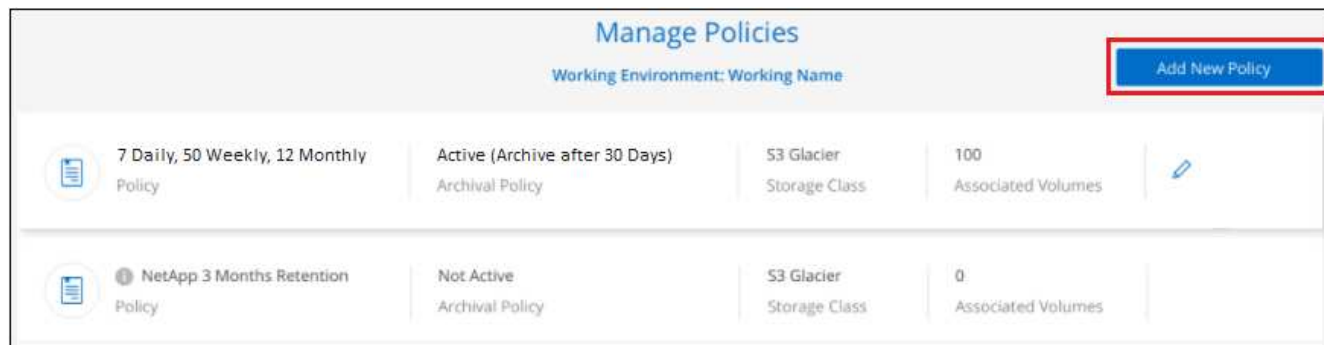 Manage Policies
Working Environment: Working Name
Add New Policy
7 Daily, 50 Weekly, 12 Monthly
Policy
Active (Archive after 30 Days)
Archival Policy
S3 Glacier
Storage Class
100
Associated Volumes
NetApp 3 Months Retention
Policy
Not Active
Archival Policy
S3 Glacier
Storage Class
0
Associated Volumes